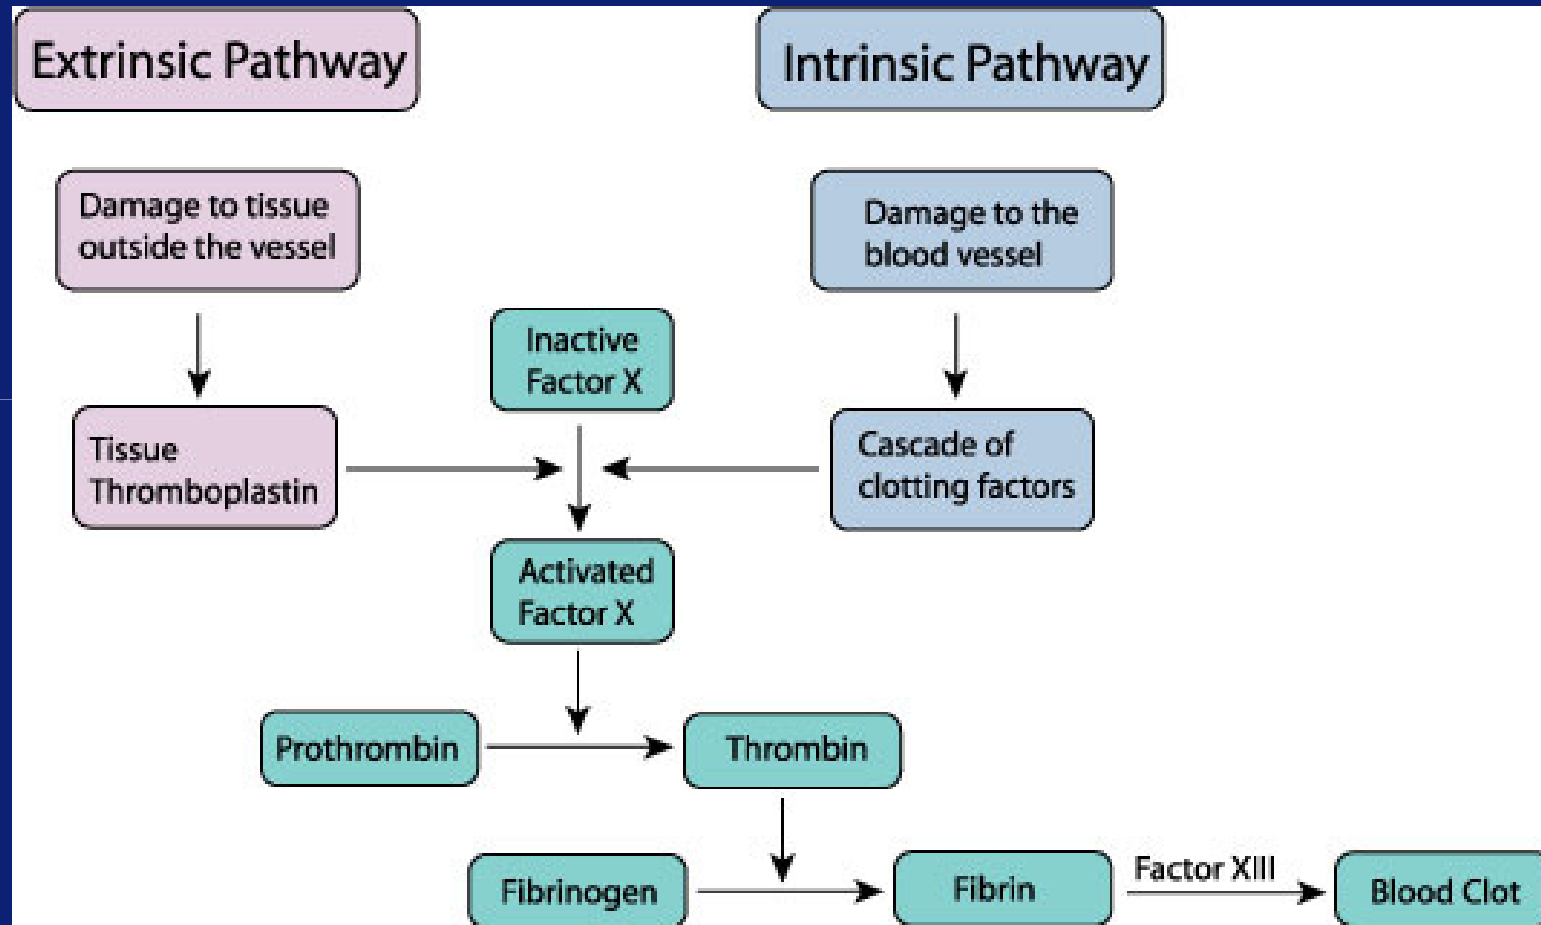 Extrinsic Pathway
Intrinsic Pathway
Damage to tissue
outside the vessel
Damage to the
blood vessel
Inactive
Factor X
Tissue
Thromboplastin
Cascade of
clotting factors
Activated
Factor X
Prothrombin
Thrombin
Fibrinogen
Fibrin
Factor XIII
Blood Clot